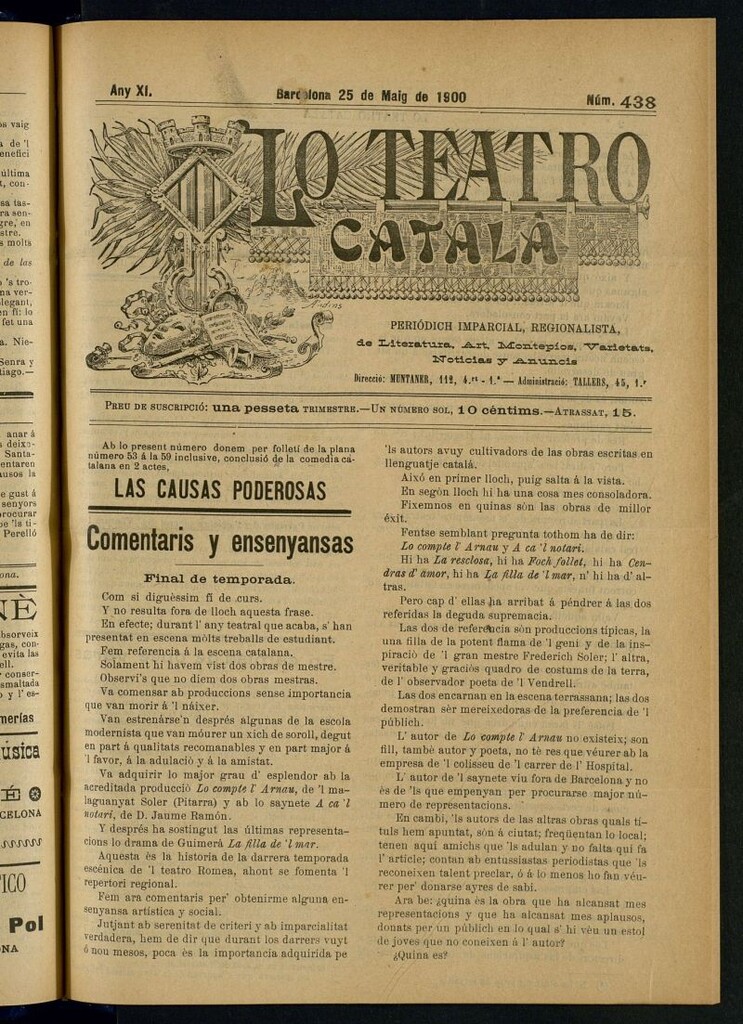 Any XI.
Barcelona 25 de Maig de 1900
Núm. 438
LO TEATRO
CATALÁ
PERIÓDICH IMPARCIAL, REGIONALISTA,
de Literatura, Art, Montepios, Varietats,
Noticias y Anuncis
Direcció: MUNTANER, 112, 4.rt - 1.ª — Administració: TALLERS, 45, 1.r
PREU DE SUSCRIPCIÓ: una pesseta TRIMESTRE.—UN NÚMERO SOL, 10 céntims.—ATRASSAT, 15.
Ab lo present número donem per folletí de la plana
número 53 á la 59 inclusive, conclusió de la comedia ca-
talana en 2 actes,
LAS CAUSAS PODEROSAS
Comentaris y ensenyansas
Final de temporada.
Com si diguèssim fí de curs.
Y no resulta fora de lloch aquesta frase.
En efecte; durant l' any teatral que acaba, s' han
presentat en escena mòlts treballs de estudiant.
Fem referencia á la escena catalana.
Solament hi havem vist dos obras de mestre.
Observi's que no diem dos obras mestras.
Va comensar ab produccions sense importancia
que van morir á 'l náixer.
Van estrenárse'n després algunas de la escola
modernista que van móurer un xich de soroll, degut
en part á qualitats recomanables y en part major á
'l favor, á la adulació y á la amistat.
Va adquirir lo major grau d' esplendor ab la
acreditada producció Lo compte l' Arnau, de 'l ma-
laguanyat Soler (Pitarra) y ab lo saynete A ca 'l
notari, de D. Jaume Ramón.
Y després ha sostingut las últimas representa-
cions lo drama de Guimerá La filla de 'l mar.
Aquesta ès la historia de la darrera temporada
escénica de 'l teatro Romea, ahont se fomenta 'l
repertori regional.
Fem ara comentaris per' obtenirme alguna en-
senyansa artística y social.
Jutjant ab serenitat de criteri y ab imparcialitat
verdadera, hem de dir que durant los darrers vuyt
ó nou mesos, poca ès la importancia adquirida pe
'ls autors avuy cultivadors de las obras escritas en
llenguatje catalá.
Aixó en primer lloch, puig salta á la vista.
En segòn lloch hi ha una cosa mes consoladora.
Fixemnos en quinas sòn las obras de millor
éxit.
Fentse semblant pregunta tothom ha de dir:
Lo compte l' Arnau y A ca 'l notari.
Hi ha La resclosa, hi ha Foch follet, hi ha Cen-
dras d' amor, hi ha La filla de 'l mar, n' hi ha d' al-
tras.
Pero cap d' ellas ha arribat á péndrer á las dos
referidas la deguda supremacia.
Las dos de referencia sòn produccions típicas, la
una filla de la potent flama de 'l geni y de la ins-
piració de 'l gran mestre Frederich Soler; l' altra,
veritable y graciós quadro de costums de la terra,
de l' observador poeta de 'l Vendrell.
Las dos encarnan en la escena terrassana; las dos
demostran sèr mereixedoras de la preferencia de 'l
públich.
L' autor de Lo compte l' Arnau no existeix; son
fill, també autor y poeta, no tè res que véurer ab la
empresa de 'l coliseu de 'l carrer de l' Hospital.
L' autor de 'l saynete viu fora de Barcelona y no
ès de 'ls que empenyan per procurarse major nú-
mero de representacions.
En cambi, 'ls autors de las altras obras quals tí-
tuls hem apuntat, són á ciutat; freqüentan lo local;
tenen aquí amichs que 'ls adulan y no falta qui fa
l' article; contan ab entussiastas periodistas que 'ls
reconeixen talent preclar, ó á lo menos ho fan véu-
rer per' donarse ayres de sabi.
Ara be: ¿quina ès la obra que ha alcansat mes
representacions y que ha alcansat mes aplausos,
donats per un públich en lo qual s' hi vèu un estol
de joves que no coneixen á l' autor?
¿Quina es?